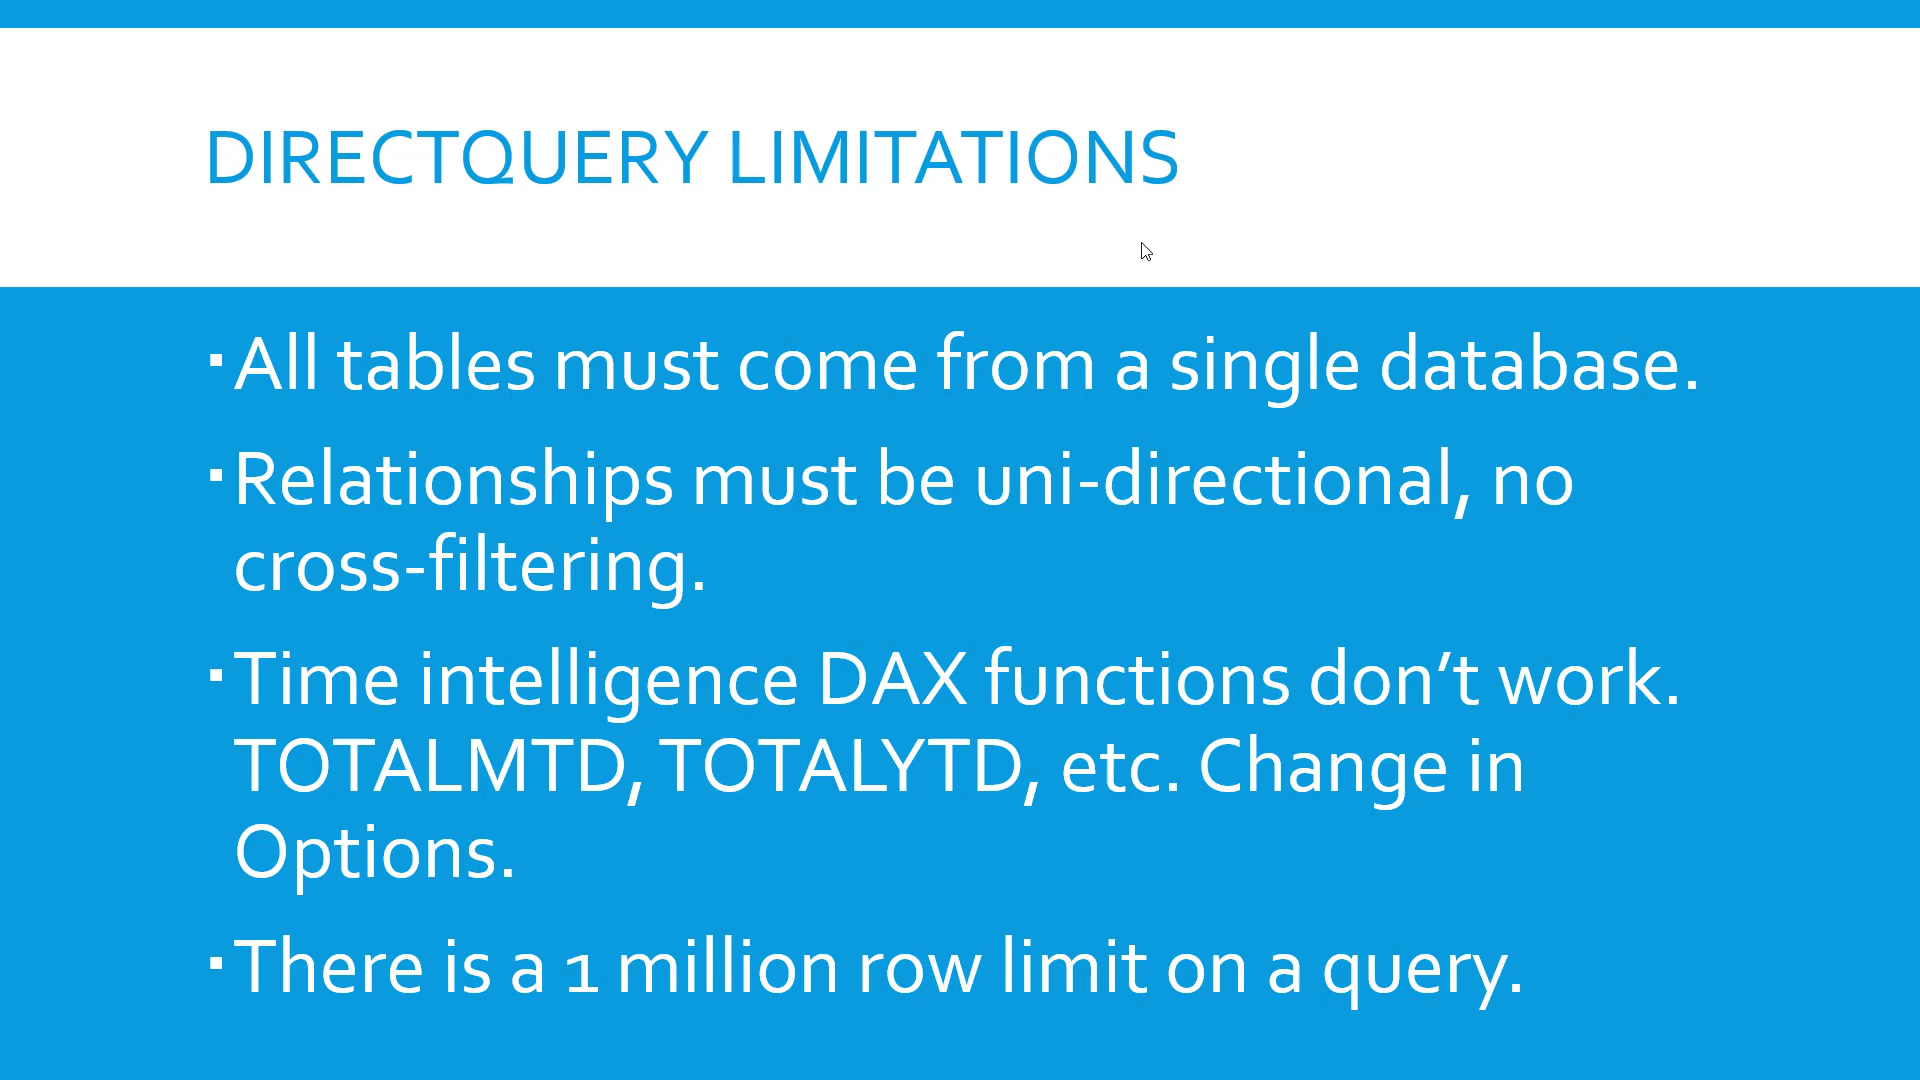 DIRECTQUERY LIMITATIONS
▪All tables must come from a single database.
▪Relationships must be uni-directional, no
cross-filtering.
▪Time intelligence DAX functions don’t work.
TOTALMTD, TOTALYTD, etc. Change in
Options.
▪There is a 1 million row limit on a query.